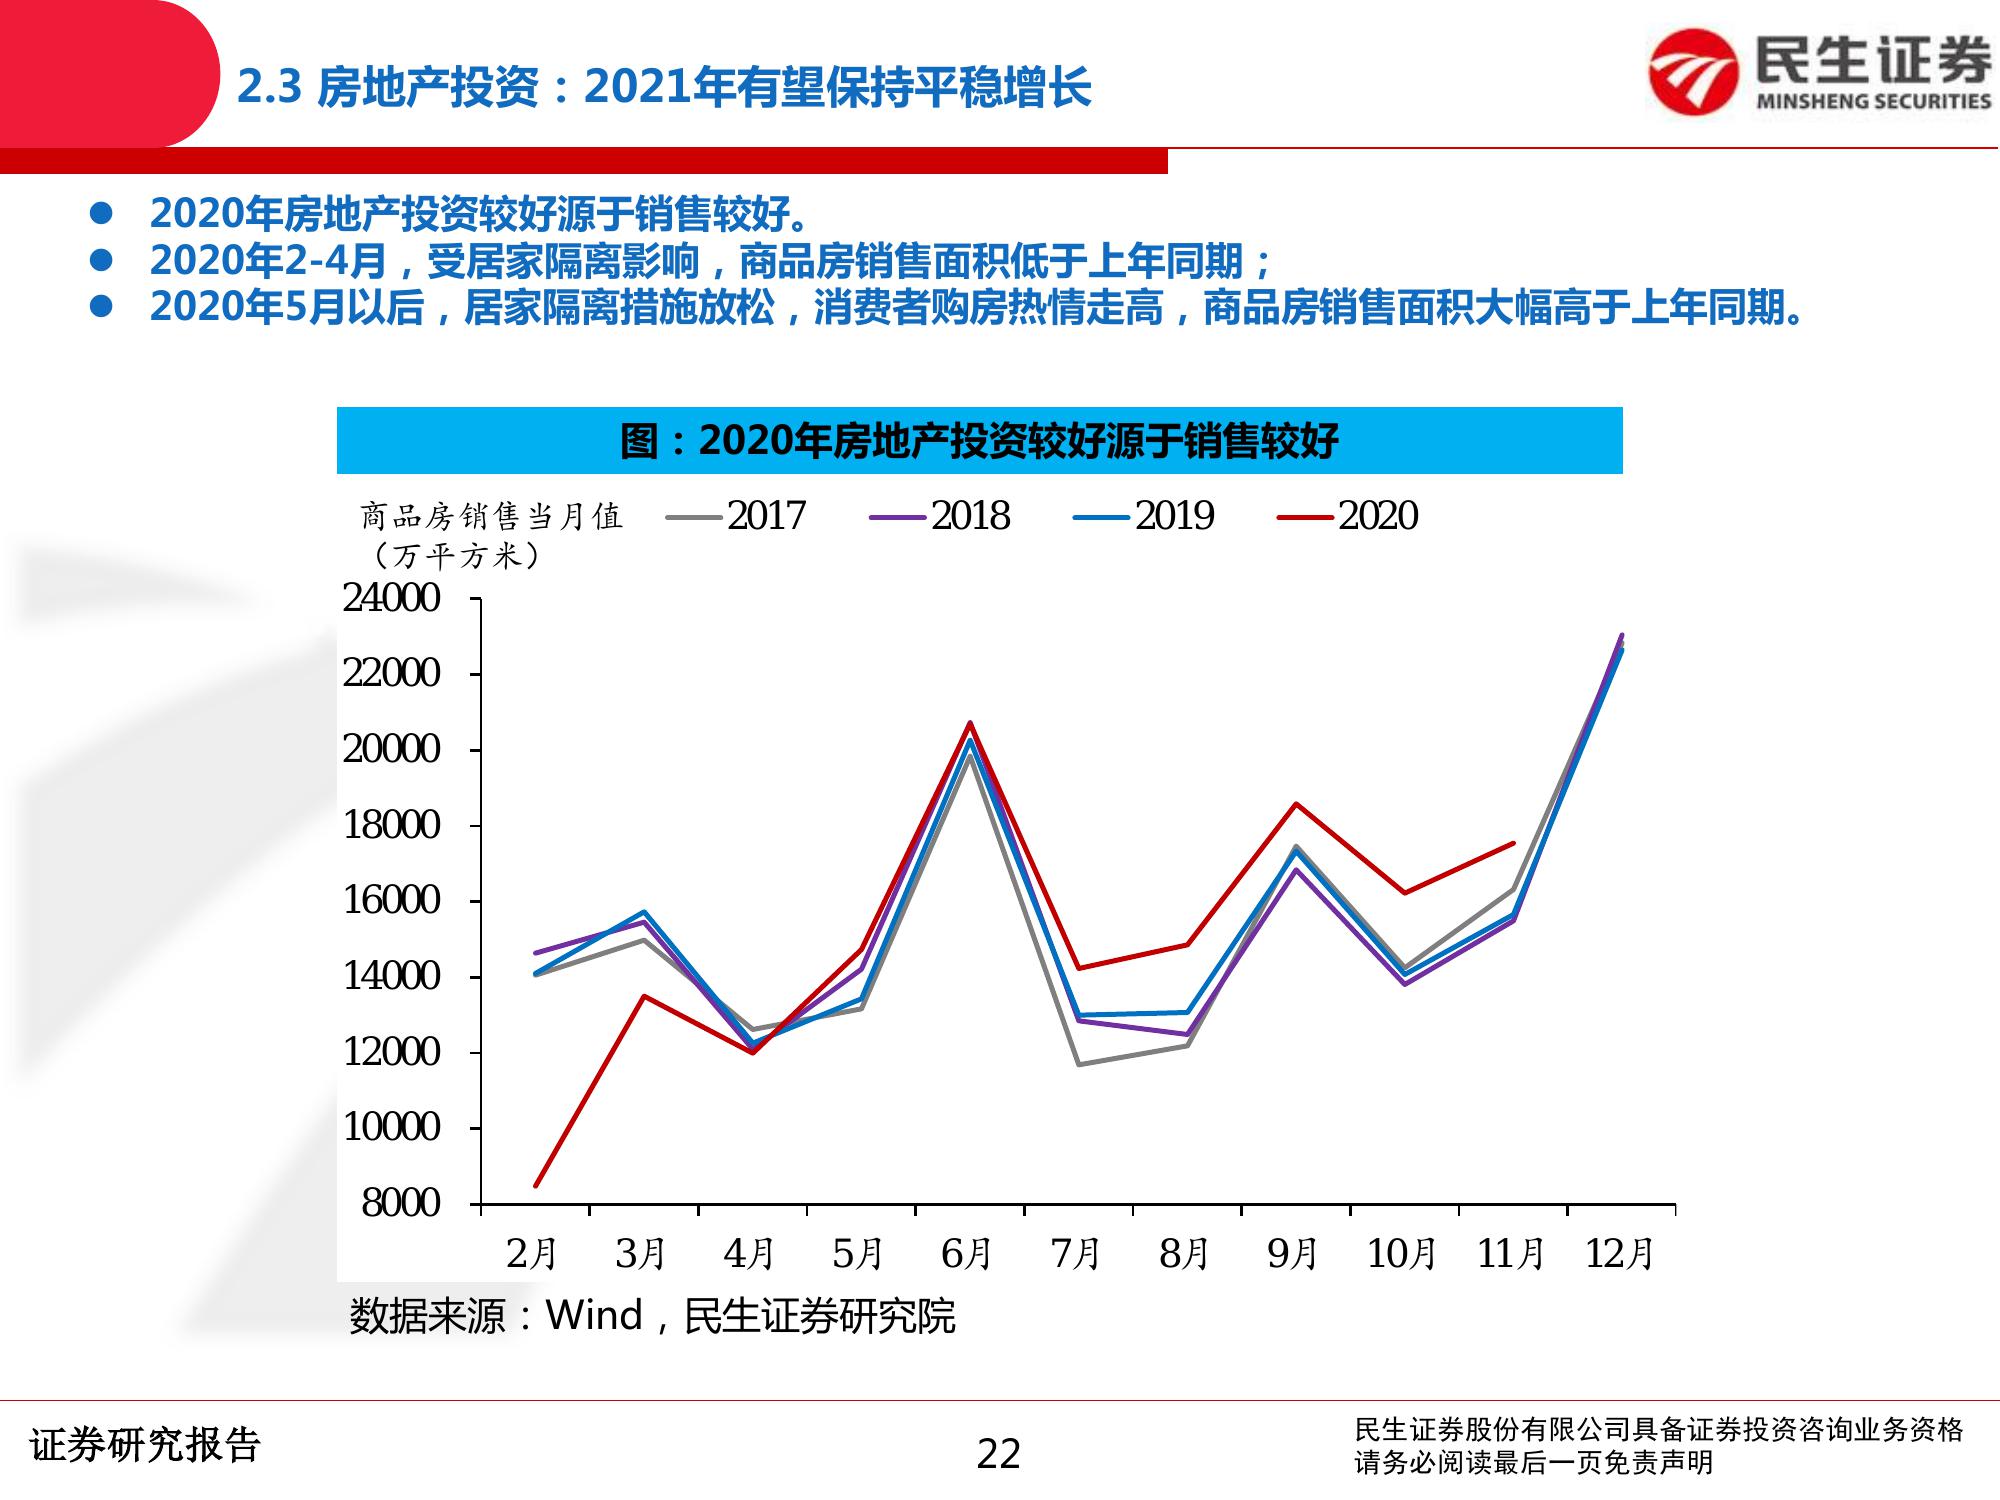 2.3 房地产投资：2021年有望保持平稳增长
民生证券
MINSHENG SECURITIES
● 2020年房地产投资较好源于销售较好。
● 2020年2-4月，受居家隔离影响，商品房销售面积低于上年同期；
● 2020年5月以后，居家隔离措施放松，消费者购房热情走高，商品房销售面积大幅高于上年同期。
图：2020年房地产投资较好源于销售较好
商品房销售当月值
（万平方米）
2017 2018 2019 2020
24000
22000
20000
18000
16000
14000
12000
10000
8000
2月 3月 4月 5月 6月 7月 8月 9月 10月 11月 12月
数据来源：Wind，民生证券研究院
证券研究报告
22
民生证券股份有限公司具备证券投资咨询业务资格
请务必阅读最后一页免责声明